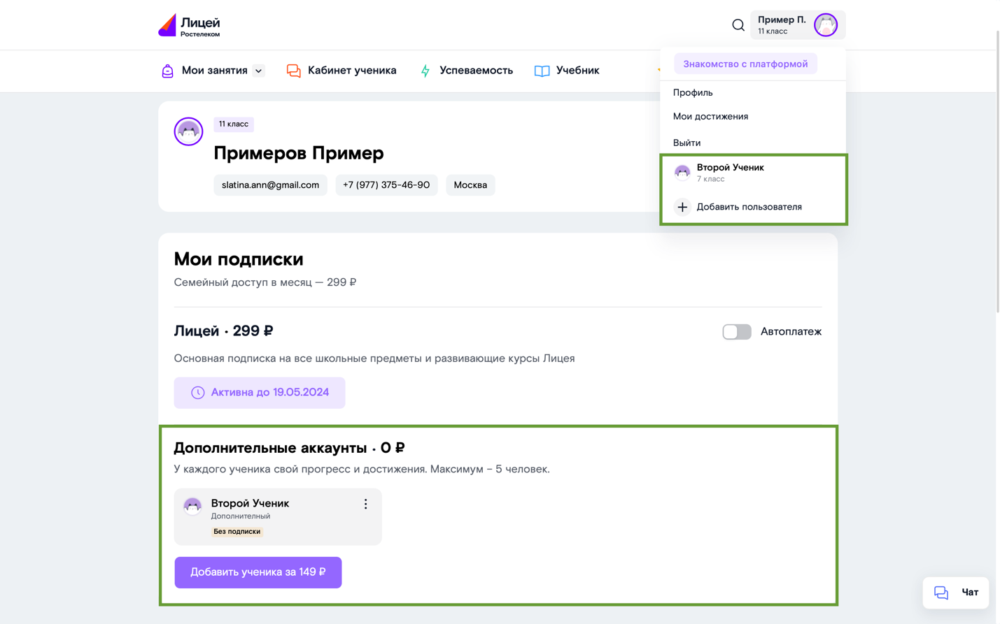 Лицей
Ростелеком
Пример П.
11 класс
Мои занятия
Кабинет ученика
Успеваемость
Учебник
Знакомство с платформой
Профиль
Мои достижения
Выйти
Второй Ученик
7 класс
Добавить пользователя
11 класс
Примеров Пример
slatina.ann@gmail.com
+7 (977) 375-46-90
Москва
Мои подписки
Семейный доступ в месяц — 299 ₽
Лицей · 299 ₽
Автоплатеж
Основная подписка на все школьные предметы и развивающие курсы Лицея
Активна до 19.05.2024
Дополнительные аккаунты · 0 ₽
У каждого ученика свой прогресс и достижения. Максимум – 5 человек.
Второй Ученик
Дополнителный
Без подписки
Добавить ученика за 149 ₽
Чат